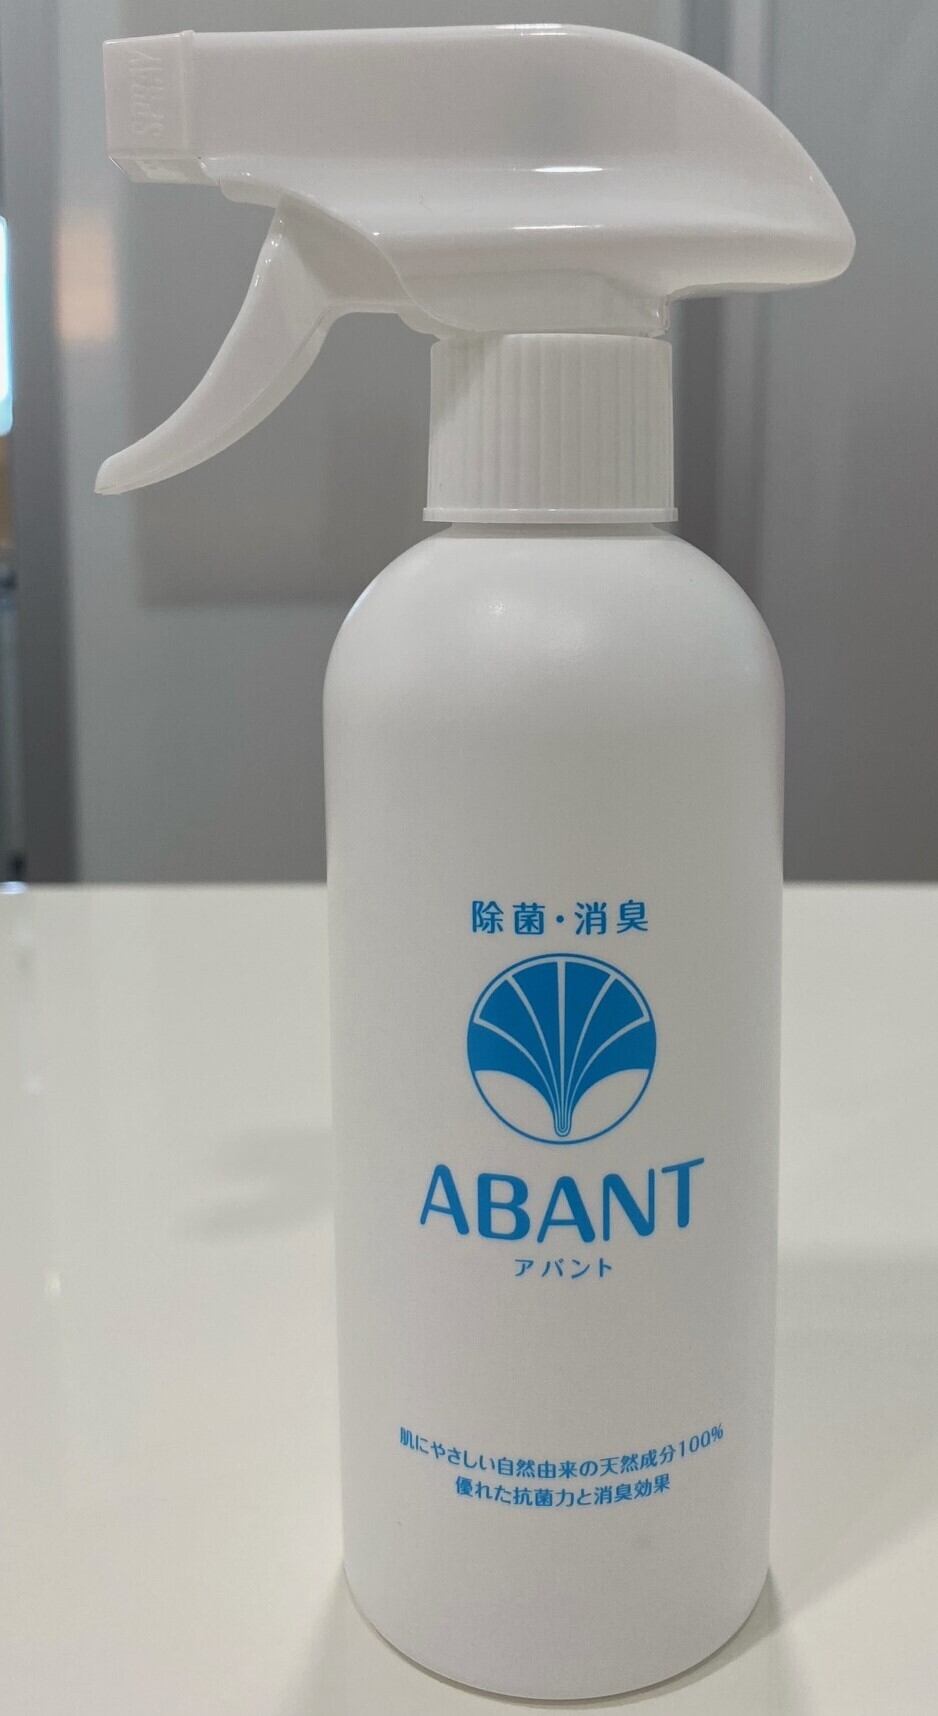 SPRAY
除菌・消臭
ABANT
アバント
肌にやさしい自然由来の天然成分100%
優れた抗菌力と消臭効果